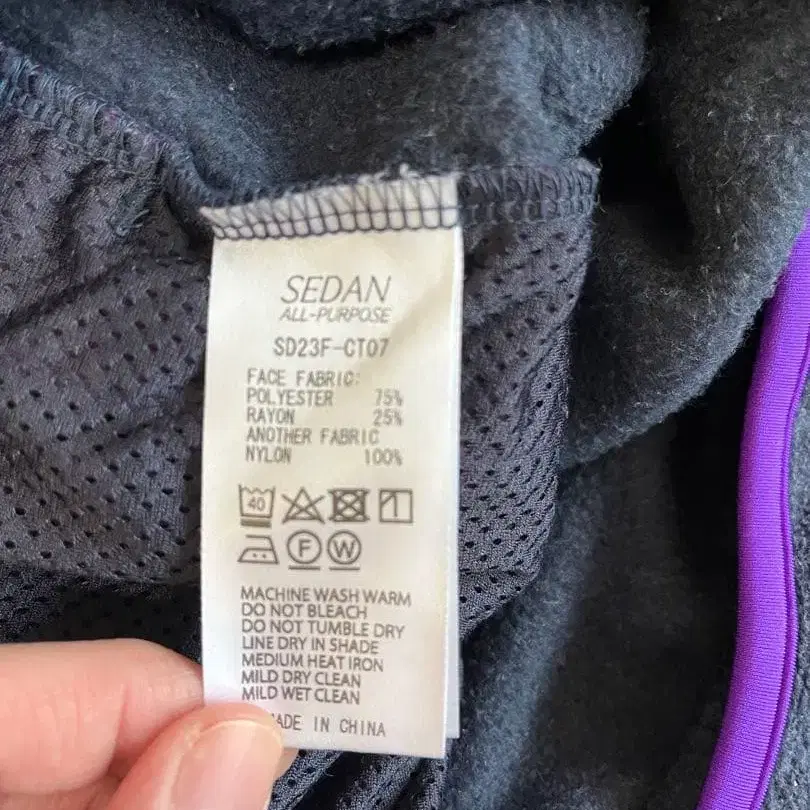 SEDAN
ALL-PURPOSE
SD23F-CT07
FACE FABRIC:
POLYESTER 75%
RAYON 25%
ANOTHER FABRIC
NYLON 100%
40
F W
MACHINE WASH WARM
DO NOT BLEACH
DO NOT TUMBLE DRY
LINE DRY IN SHADE
MEDIUM HEAT IRON
MILD DRY CLEAN
MILD WET CLEAN
ADE IN CHINA